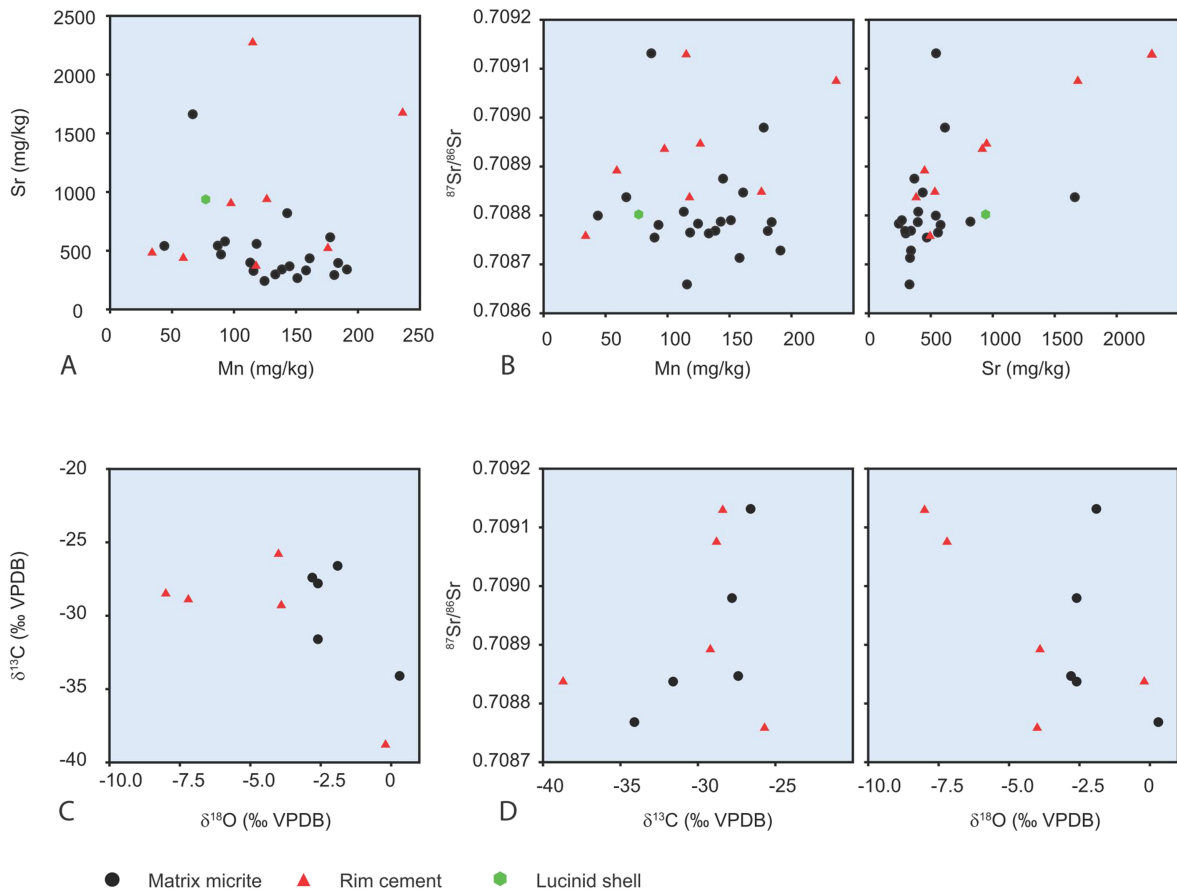 2500
2000
1500
1000
500
0
Sr (mg/kg)
0 50 100 150 200 250
Mn (mg/kg)
A
0.7092
0.7091
0.7090
0.7089
0.7088
0.7087
0.7086
⁸⁷Sr/⁸⁶Sr
0 50 100 150 200
Mn (mg/kg)
B
0 500 1000 1500 2000
Sr (mg/kg)
-20
-25
-30
-35
-40
δ¹³C (‰ VPDB)
-10.0 -7.5 -5.0 -2.5 0
δ¹⁸O (‰ VPDB)
C
0.7092
0.7091
0.7090
0.7089
0.7088
0.7087
⁸⁷Sr/⁸⁶Sr
-40 -35 -30 -25
δ¹³C (‰ VPDB)
D
-10.0 -7.5 -5.0 -2.5 0
δ¹⁸O (‰ VPDB)
Matrix micrite Rim cement Lucinid shell